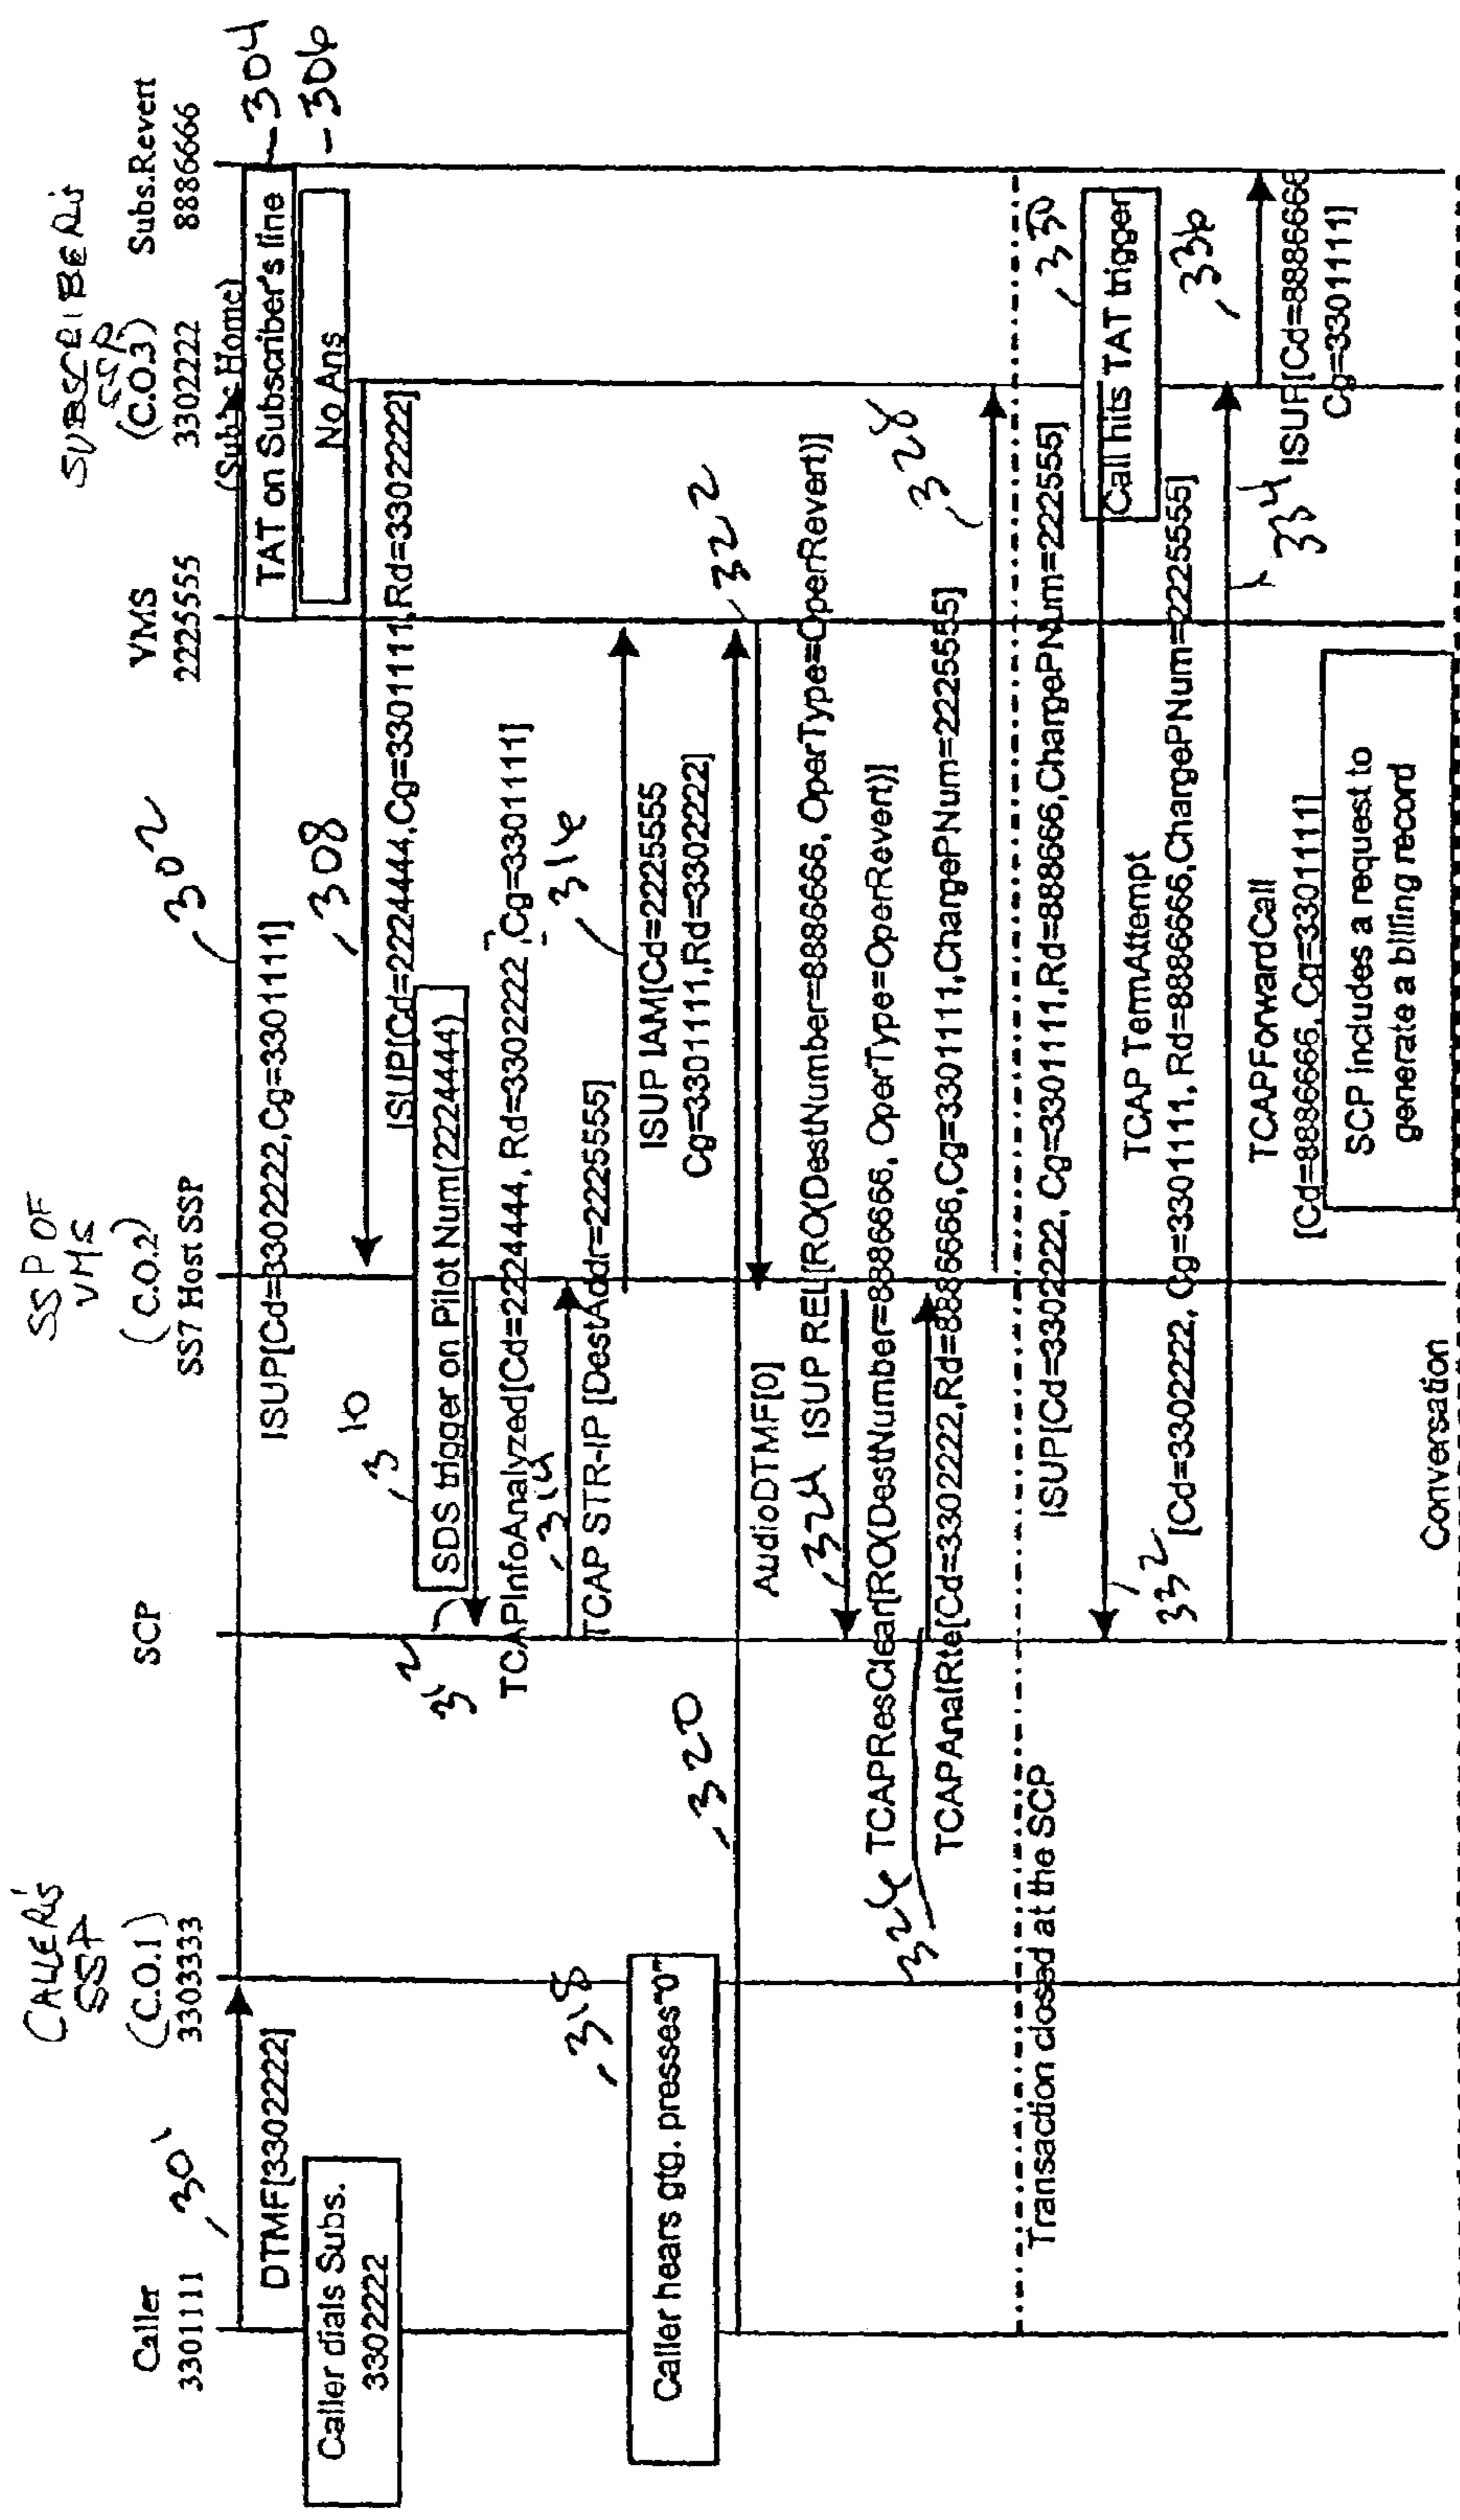 CALLER'S
SSP
(C.O.1)
SSP OF
VMS
(C.O.2)
SUBSCRIBER'S
SSP
(C.O.3)
Caller
3301111
3303333
SCP
SS7 Host SSP
VMS
2225555
3302222
(Subs Home)
Subs.Revert
8886666
301
DTMF[3302222]
Caller dials Subs.
3302222
302
ISUP[Cd=3302222,Cg=3301111]
TAT on Subscriber's line
304
No Ans
306
308
ISUP[Cd=2224444,Cg=3301111,Rd=3302222]
310
SDS trigger on Pilot Num(2224444)
312
TCAPInfoAnalyzed[Cd=2224444, Rd=3302222 ,Cg=3301111]
314
TCAP STR-IP [DestAddr=2225555]
316
ISUP IAM[Cd=2225555
Cg=3301111,Rd=3302222]
318
Caller hears gtg. presses"0"
320
AudioDTMF[0]
322
ISUP REL[RO(DestNumber=8886666, OperType=OperRevert)]
324
TCAPResClear[RO(DestNumber=8886666, OperType=OperRevert)]
TCAPAnalRte[Cd=3302222,Rd=8886666,Cg=3301111,ChargePNum=2225555]
328
Transaction closed at the SCP
ISUP[Cd=3302222, Cg=3301111,Rd=8886666,ChargePNum=2225555]
330
Call hits TAT trigger
TCAP TermAttempt
332
[Cd=3302222, Cg=3301111, Rd=8886666,ChargePNum=2225555]
334
TCAPForwardCall
[Cd=8886666, Cg=3301111]
336
ISUP[Cd=8886666
Cg=3301111]
SCP includes a request to
generate a billing record
Conversation